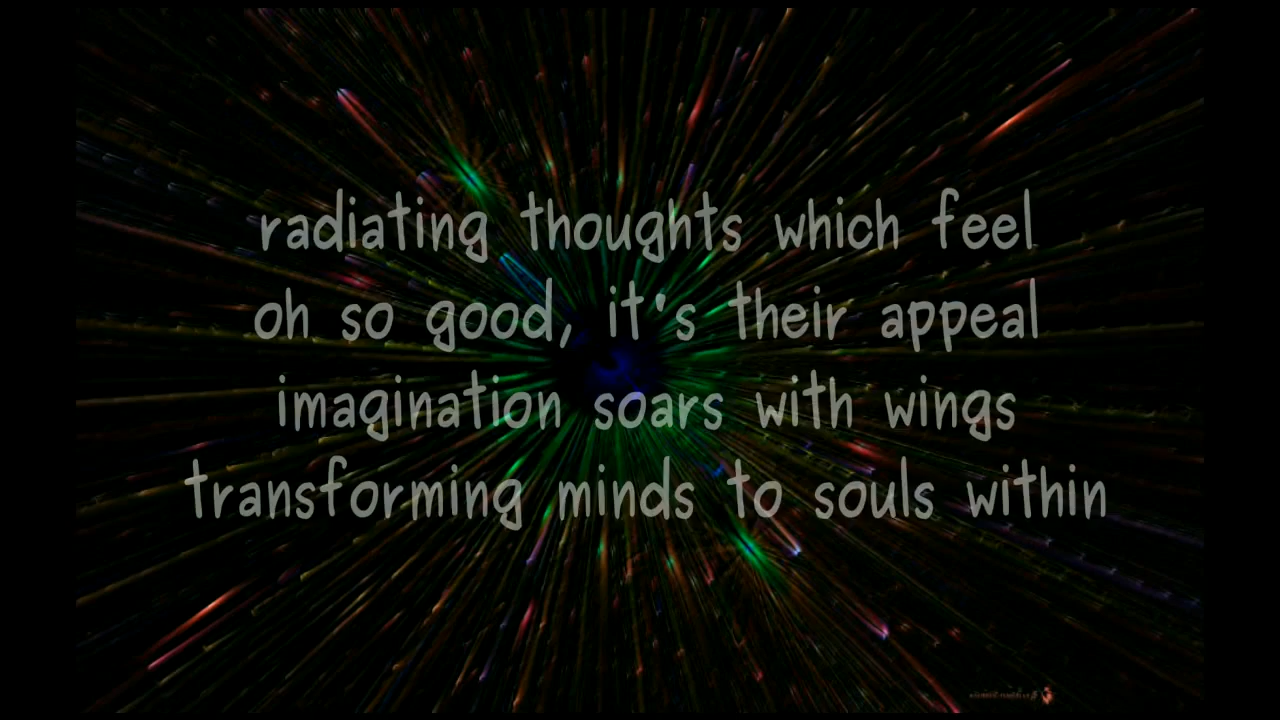 radiating thoughts which feel
oh so good, it's their appeal
imagination soars with wings
transforming minds to souls within